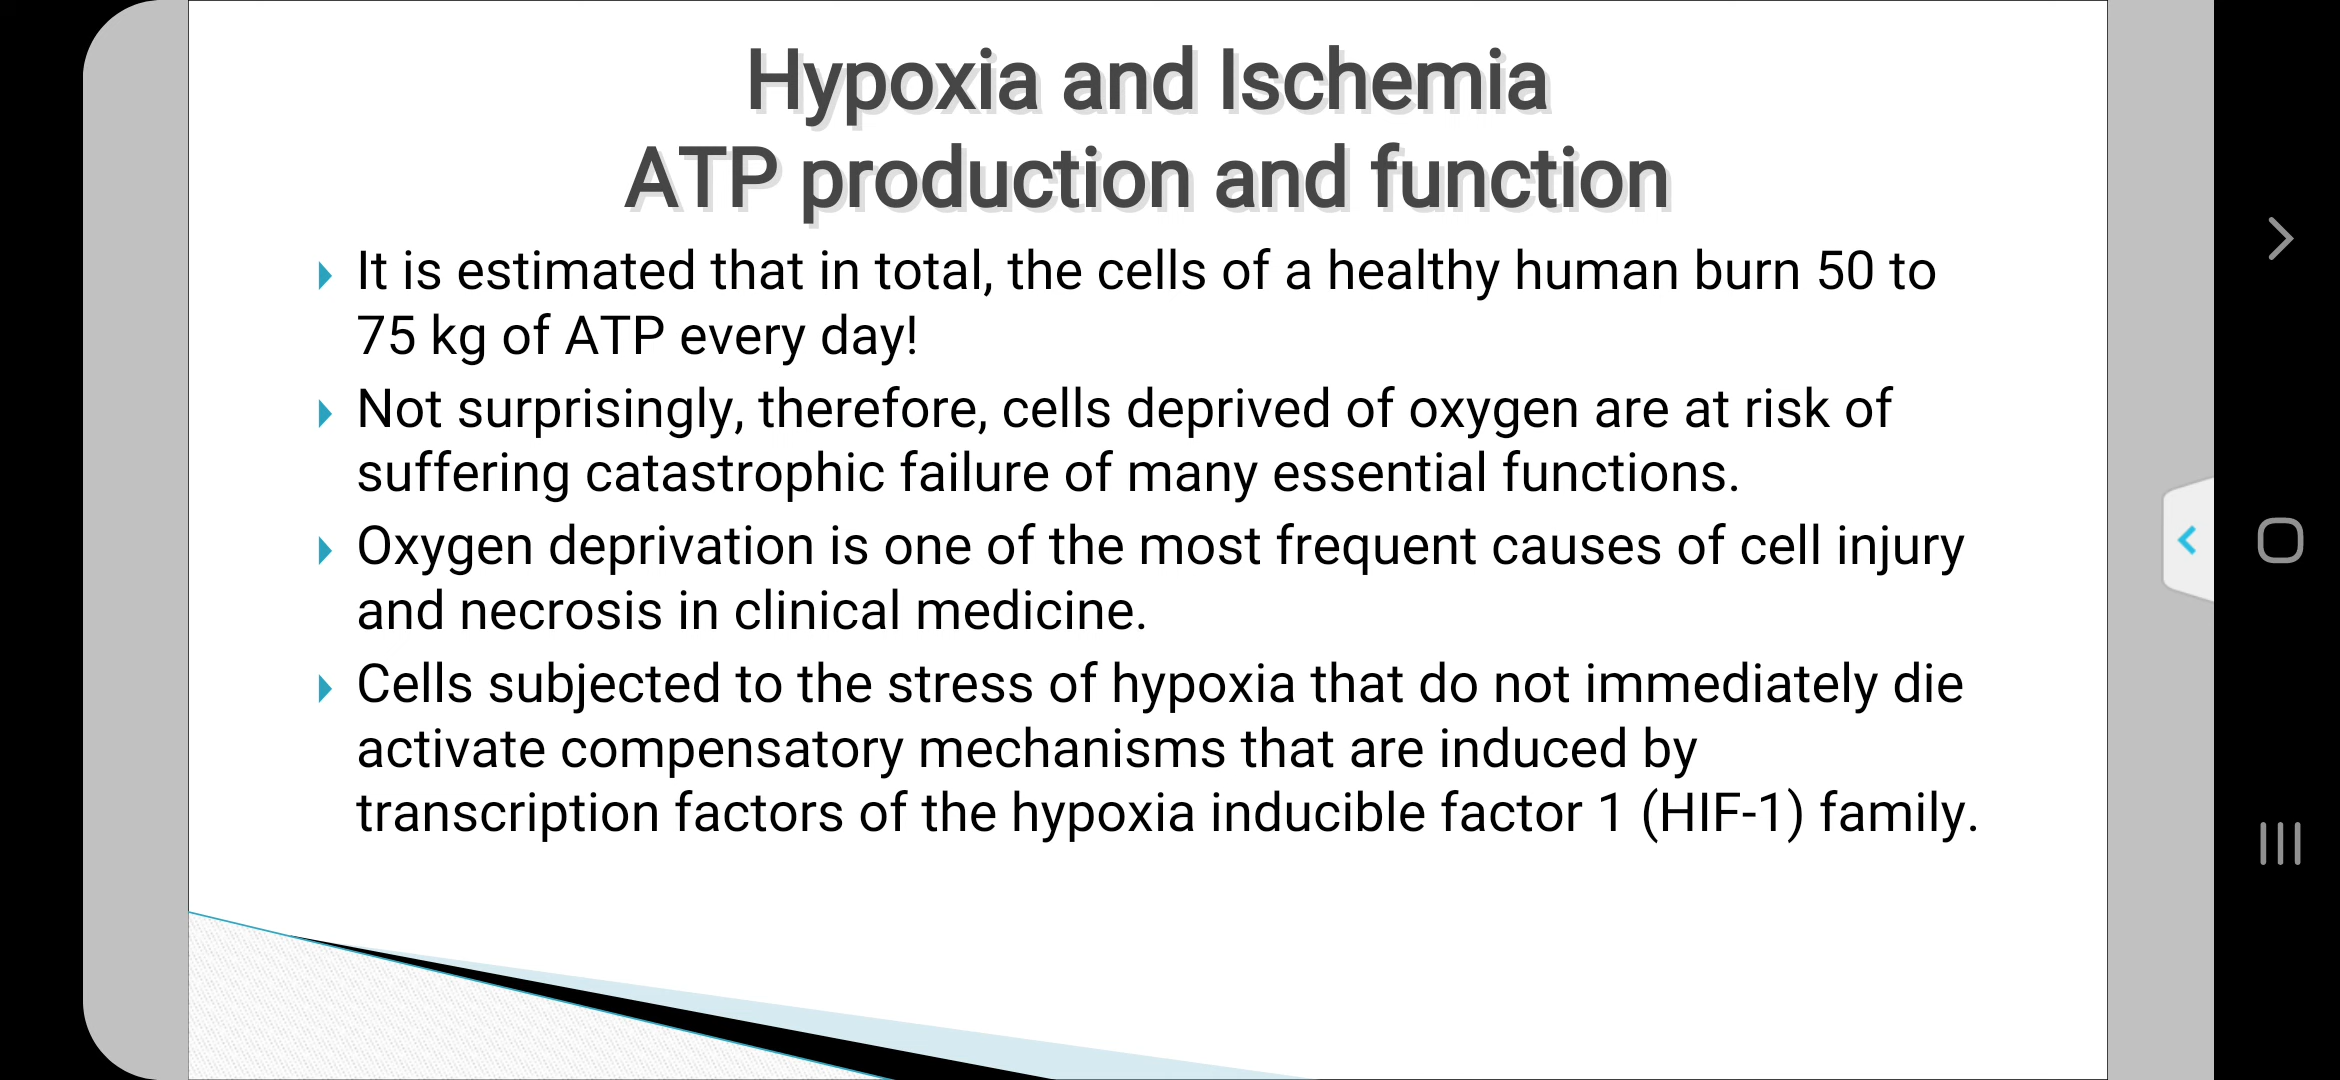 Hypoxia and Ischemia
ATP production and function
It is estimated that in total, the cells of a healthy human burn 50 to
75 kg of ATP every day!
Not surprisingly, therefore, cells deprived of oxygen are at risk of
suffering catastrophic failure of many essential functions.
Oxygen deprivation is one of the most frequent causes of cell injury
and necrosis in clinical medicine.
Cells subjected to the stress of hypoxia that do not immediately die
activate compensatory mechanisms that are induced by
transcription factors of the hypoxia inducible factor 1 (HIF-1) family.